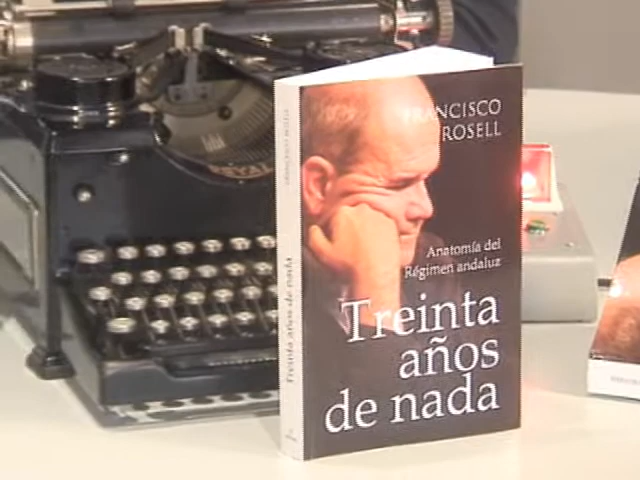 FRANCISCO
ROSELL
Anatomía del
Régimen andaluz
Treinta
años
de nada
Treinta años de nada